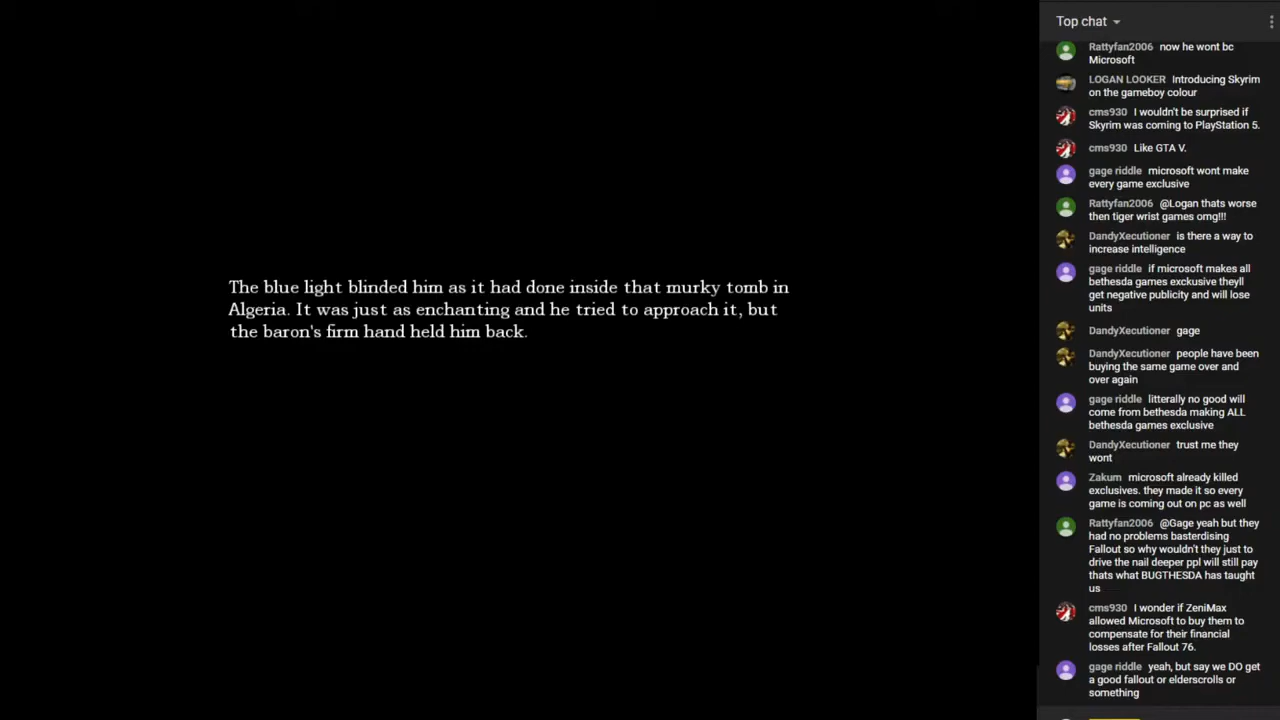 The blue light blinded him as it had done inside that murky tomb in
Algeria. It was just as enchanting and he tried to approach it, but
the baron's firm hand held him back.
Top chat
Rattyfan2006 now he wont bc
Microsoft
LOGAN LOOKER Introducing Skyrim
on the gameboy colour
cms930 I wouldn't be surprised if
Skyrim was coming to PlayStation 5.
cms930 Like GTA V.
gage riddle microsoft wont make
every game exclusive
Rattyfan2006 @Logan thats worse
then tiger wrist games omg!!!
DandyXecutioner is there a way to
increase intelligence
gage riddle if microsoft makes all
bethesda games exckusive theyll
get negative publicity and will lose
units
DandyXecutioner gage
DandyXecutioner people have been
buying the same game over and
over again
gage riddle litterally no good will
come from bethesda making ALL
bethesda games exclusive
DandyXecutioner trust me they
wont
Zakum microsoft already killed
exclusives. they made it so every
game is coming out on pc as well
Rattyfan2006 @Gage yeah but they
had no problems basterdising
Fallout so why wouldn't they just to
drive the nail deeper ppl will still pay
thats what BUGTHESDA has taught
us
cms930 I wonder if ZeniMax
allowed Microsoft to buy them to
compensate for their financial
losses after Fallout 76.
gage riddle yeah, but say we DO get
a good fallout or elderscrolls or
something